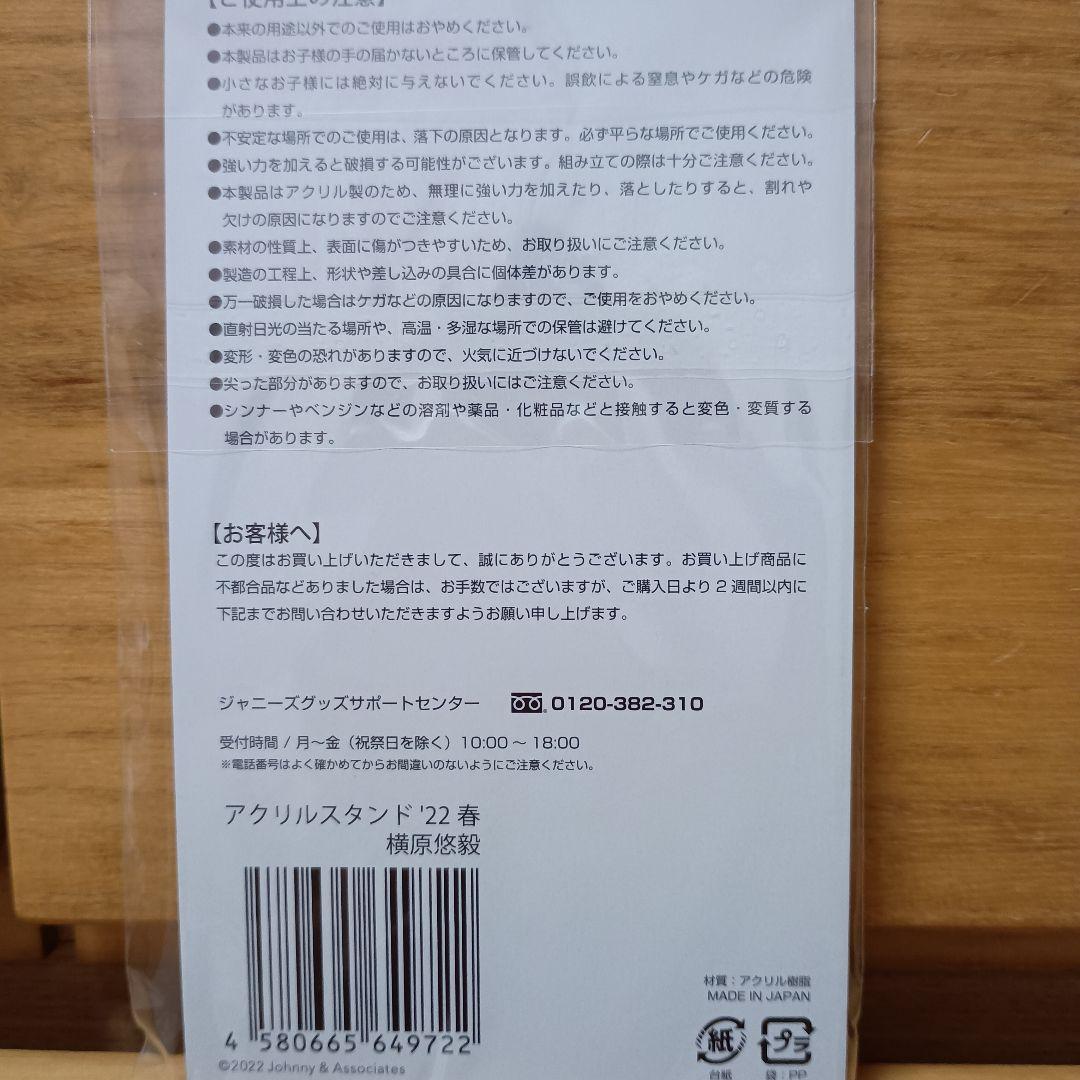 【ご使用上の注意】
●本来の用途以外でのご使用はおやめください。
●本製品はお子様の手の届かないところに保管してください。
●小さなお子様には絶対に与えないでください。誤飲による窒息やケガなどの危険
があります。
●不安定な場所でのご使用は、落下の原因となります。必ず平らな場所でご使用ください。
●強い力を加えると破損する可能性がございます。組み立ての際は十分ご注意ください。
●本製品はアクリル製のため、無理に強い力を加えたり、落としたりすると、割れや
欠けの原因になりますのでご注意ください。
●素材の性質上、表面に傷がつきやすいため、お取り扱いにご注意ください。
●製造の工程上、形状や差し込みの具合に個体差があります。
●万一破損した場合はケガなどの原因になりますので、ご使用をおやめください。
●直射日光の当たる場所や、高温・多湿な場所での保管は避けてください。
●変形・変色の恐れがありますので、火気に近づけないでください。
●尖った部分がありますので、お取り扱いにはご注意ください。
●シンナーやベンジンなどの溶剤や薬品・化粧品などと接触すると変色・変質する
場合があります。
【お客様へ】
この度はお買い上げいただきまして、誠にありがとうございます。お買い上げ商品に
不都合品などありました場合は、お手数ではございますが、ご購入日より2週間以内に
下記までお問い合わせいただきますようお願い申し上げます。
ジャニーズグッズサポートセンター 0120-382-310
受付時間 / 月～金（祝祭日を除く）10:00 ～ 18:00
※電話番号はよく確かめてからお間違いのないようにご注意ください。
アクリルスタンド '22 春
横原悠毅
4 580665 649722
©2022 Johnny & Associates
材質：アクリル樹脂
MADE IN JAPAN
紙 プラ
台紙 袋：PP